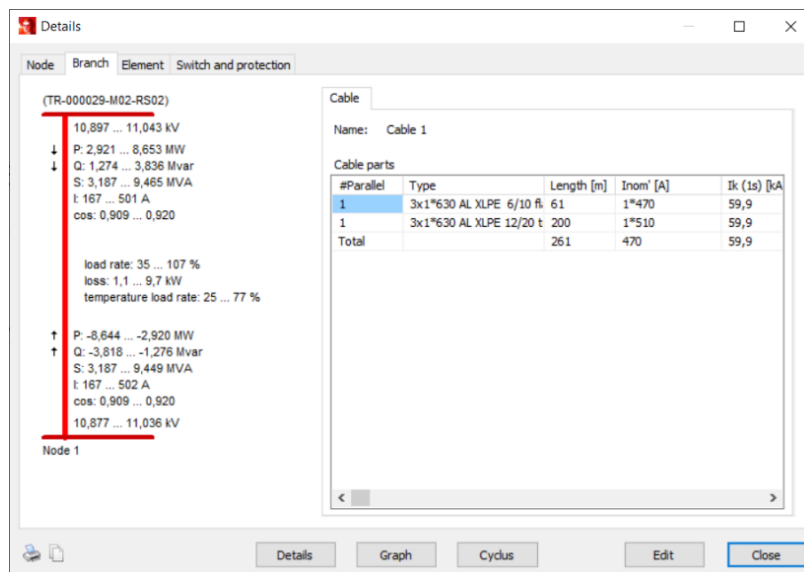 Details
Node Branch Element Switch and protection
(TR-000029-M02-RS02)
10,897 ... 11,043 kV
↓ P: 2,921 ... 8,653 MW
↓ Q: 1,274 ... 3,836 Mvar
S: 3,187 ... 9,465 MVA
I: 167 ... 501 A
cos: 0,909 ... 0,920
load rate: 35 ... 107 %
loss: 1,1 ... 9,7 kW
temperature load rate: 25 ... 77 %
↑ P: -8,644 ... -2,920 MW
↑ Q: -3,818 ... -1,276 Mvar
S: 3,187 ... 9,449 MVA
I: 167 ... 502 A
cos: 0,909 ... 0,920
10,877 ... 11,036 kV
Node 1
Cable
Name: Cable 1
Cable parts
#Parallel Type Length [m] Inom' [A] Ik (1s) [kA
1 3x1*630 AL XLPE 6/10 fl 61 1*470 59,9
1 3x1*630 AL XLPE 12/20 t 200 1*510 59,9
Total 261 470 59,9
Details Graph Cyclus Edit Close